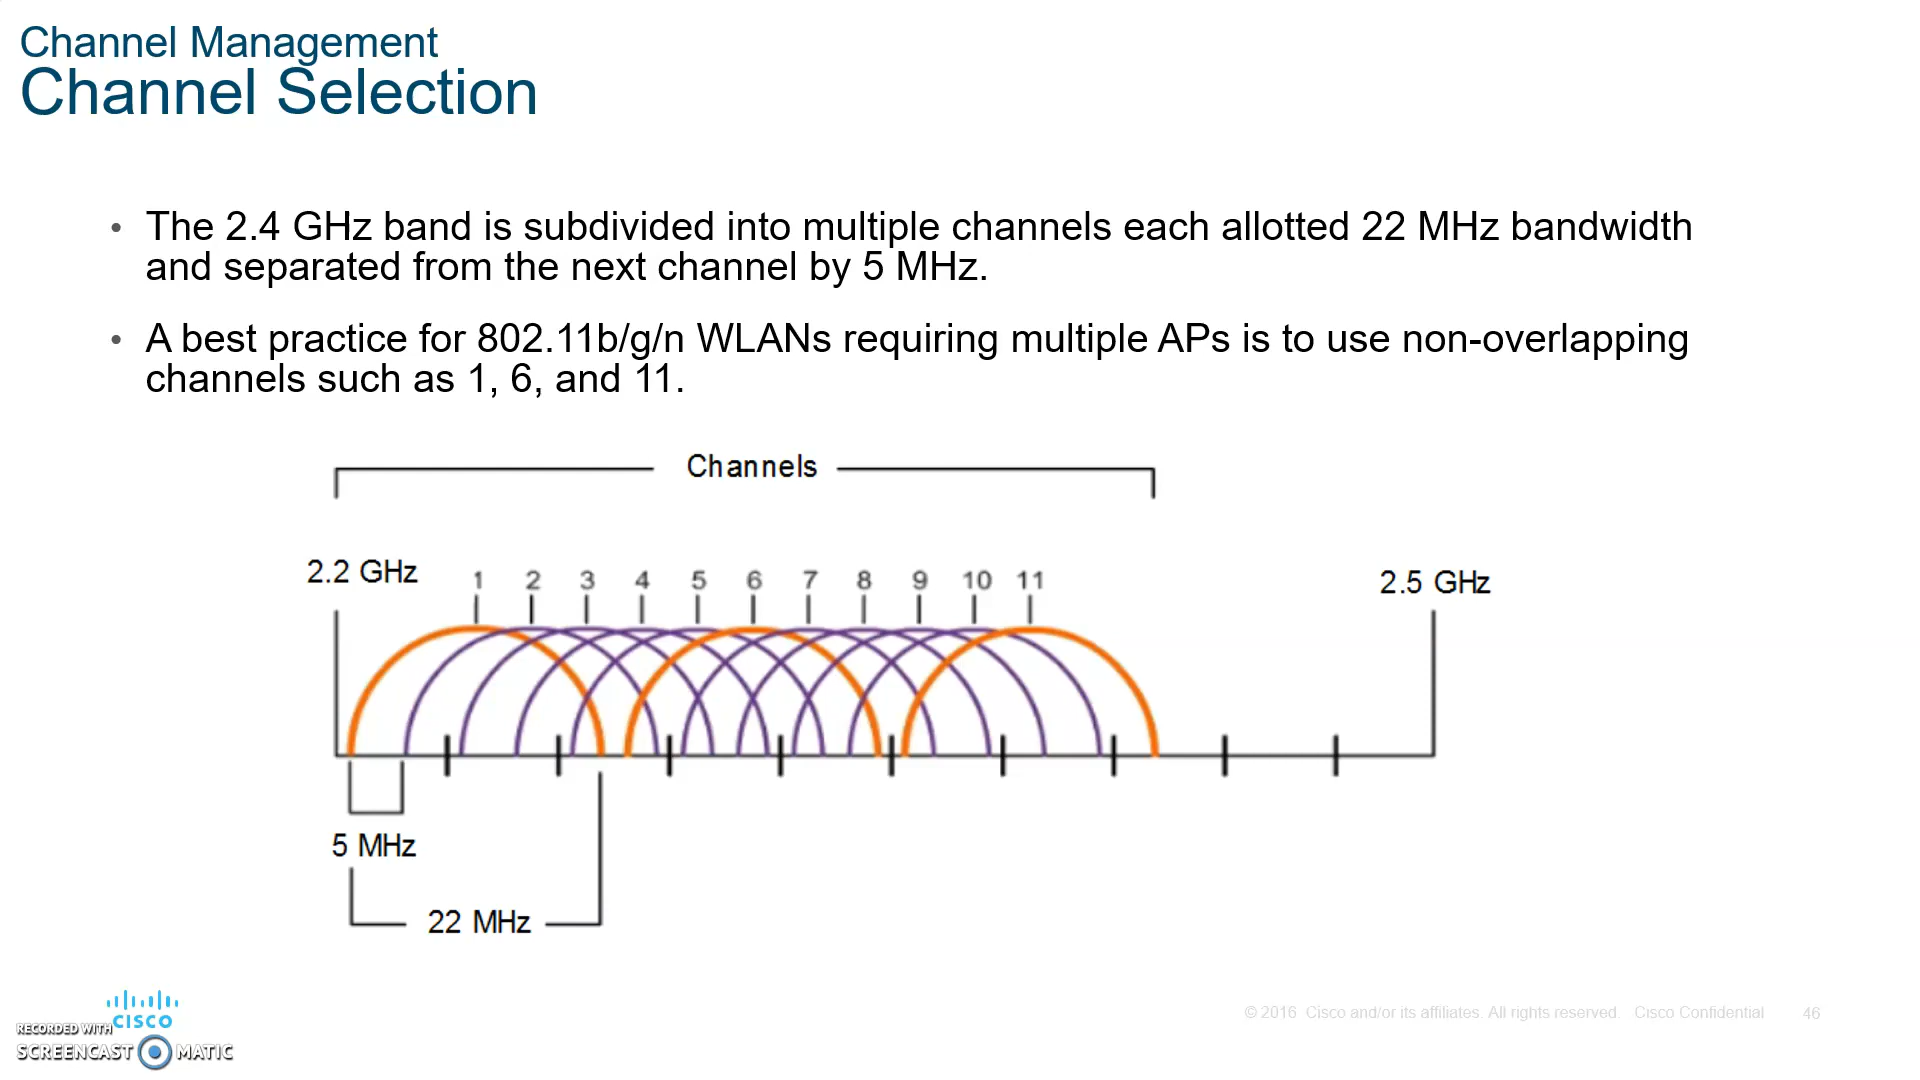 Channel Management
Channel Selection
• The 2.4 GHz band is subdivided into multiple channels each allotted 22 MHz bandwidth
and separated from the next channel by 5 MHz.
• A best practice for 802.11b/g/n WLANs requiring multiple APs is to use non-overlapping
channels such as 1, 6, and 11.
Channels
2.2 GHz 1 2 3 4 5 6 7 8 9 10 11 2.5 GHz
5 MHz
22 MHz
© 2016 Cisco and/or its affiliates. All rights reserved. Cisco Confidential 46
CISCO
RECORDED WITH
SCREENCAST MATIC